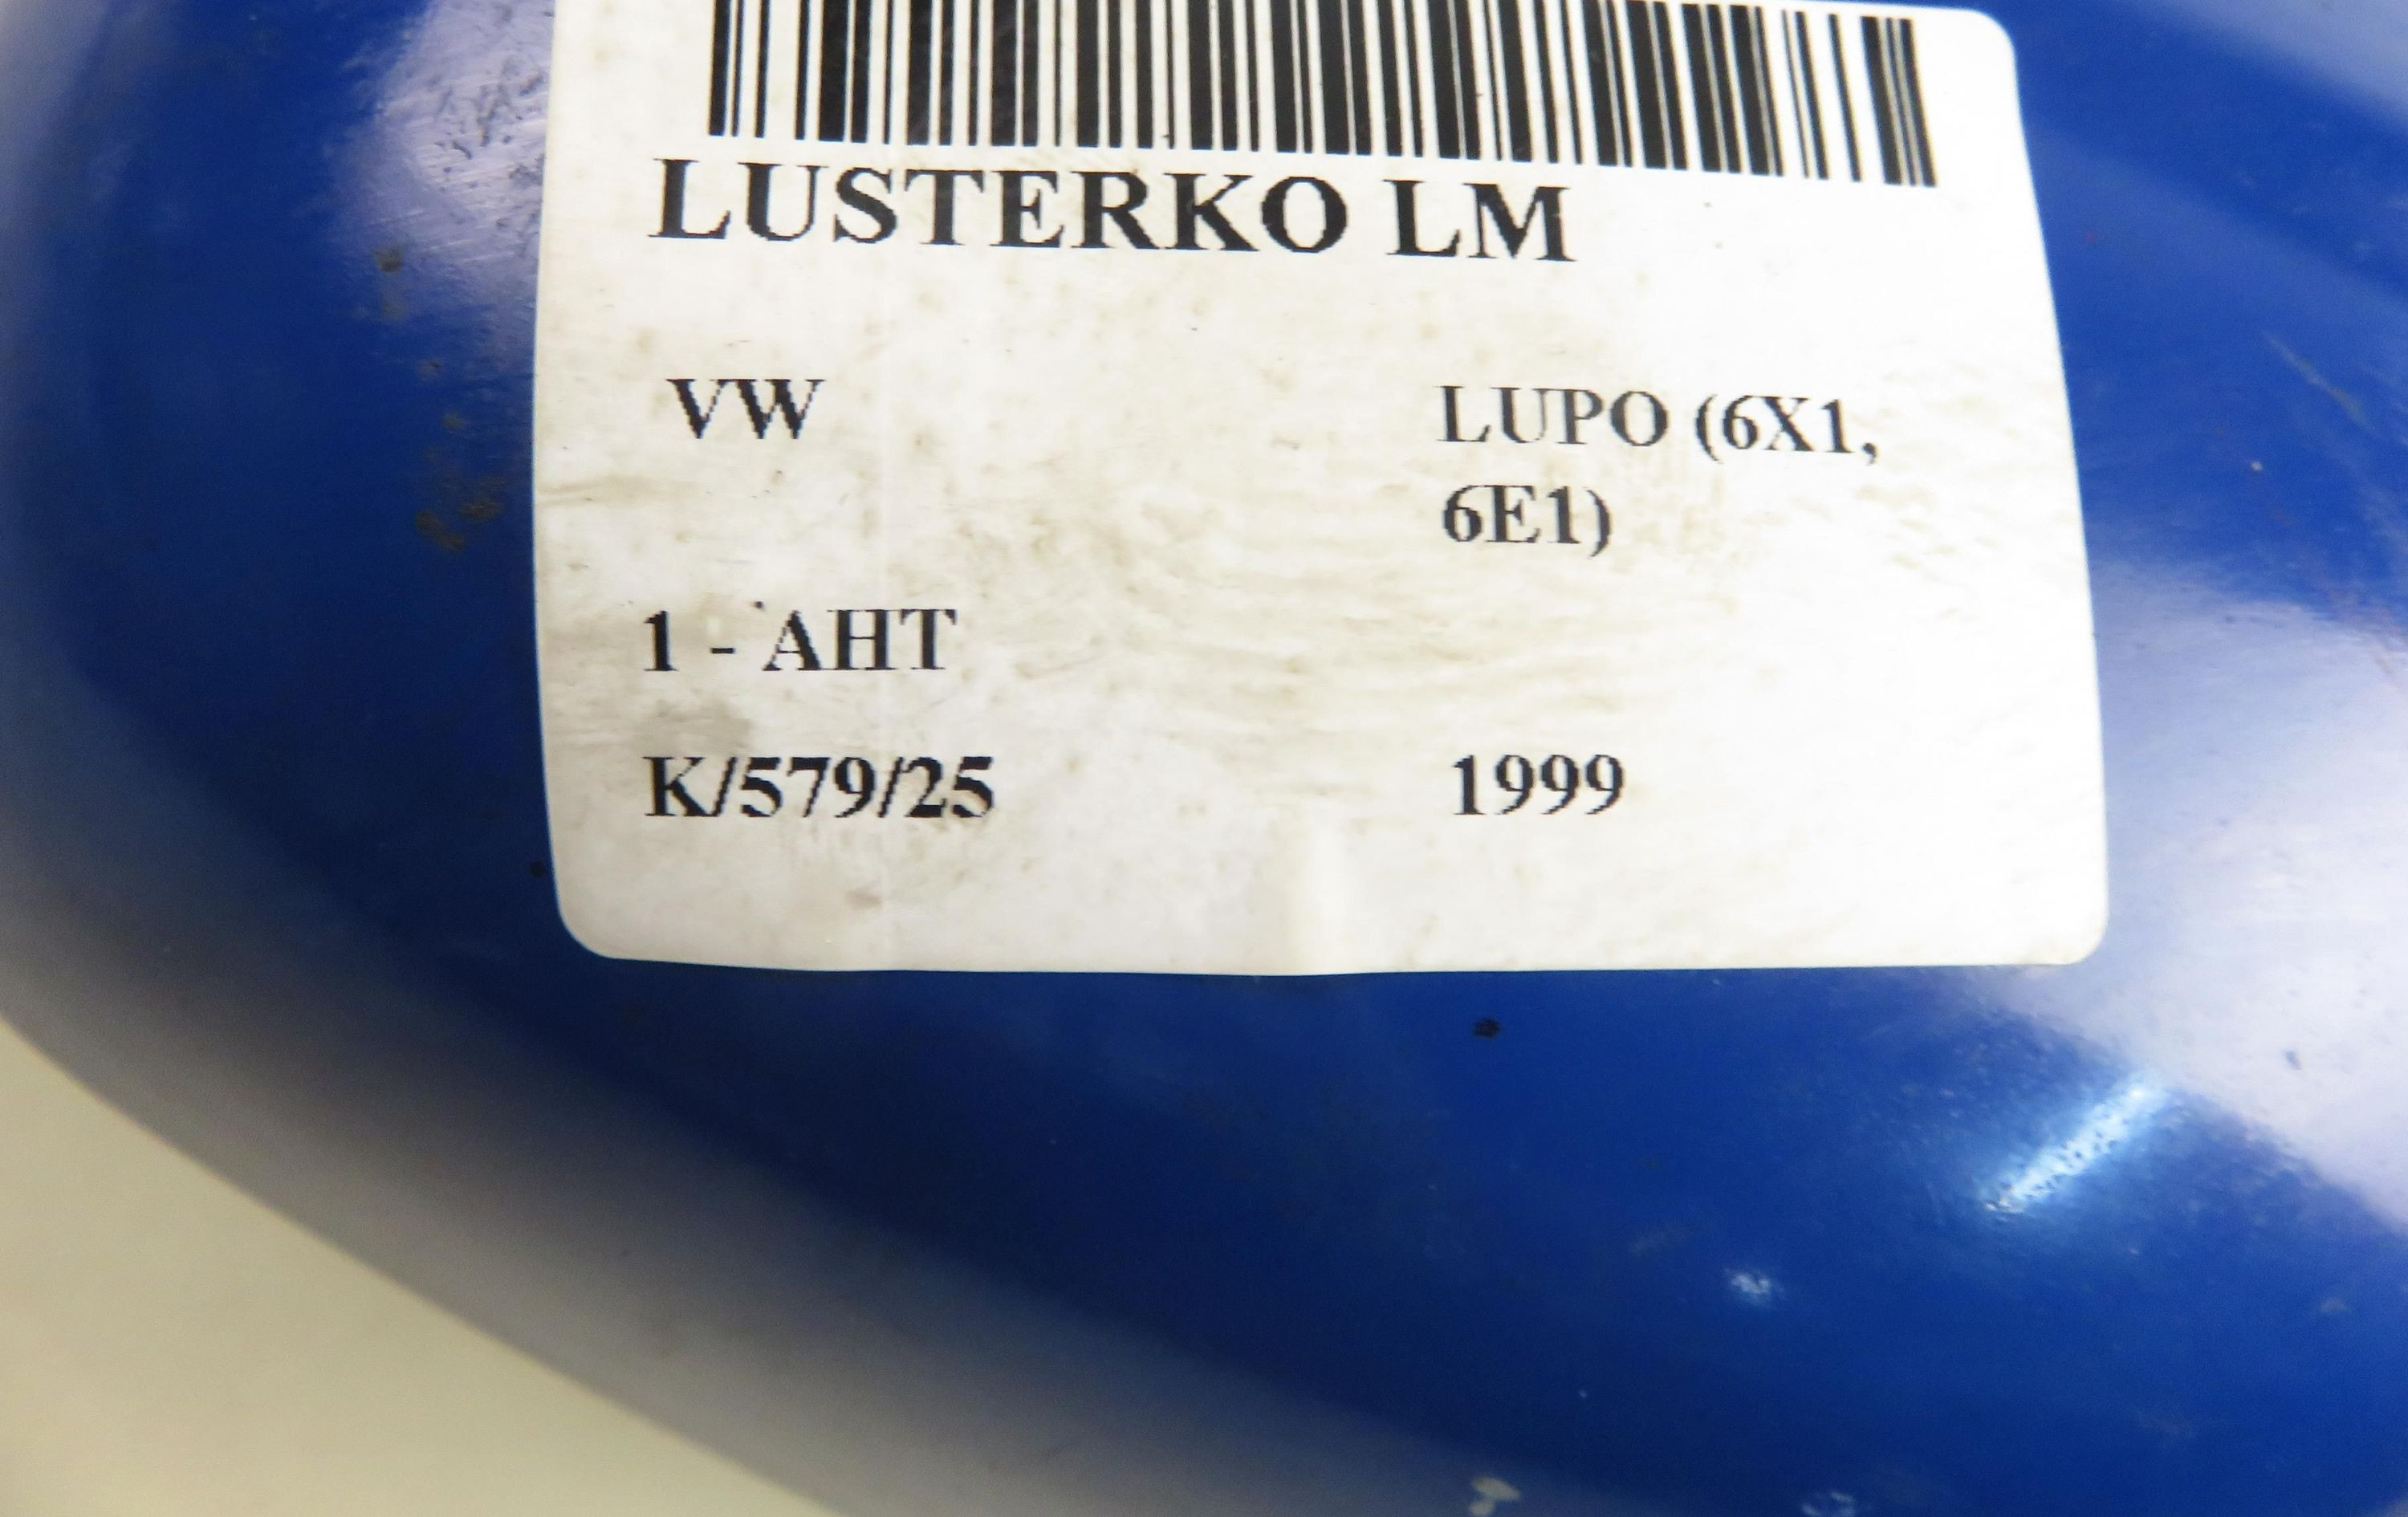 LUSTERKO LM
VW
LUPO (6X1,
6E1)
1 - AHT
K/579/25
1999